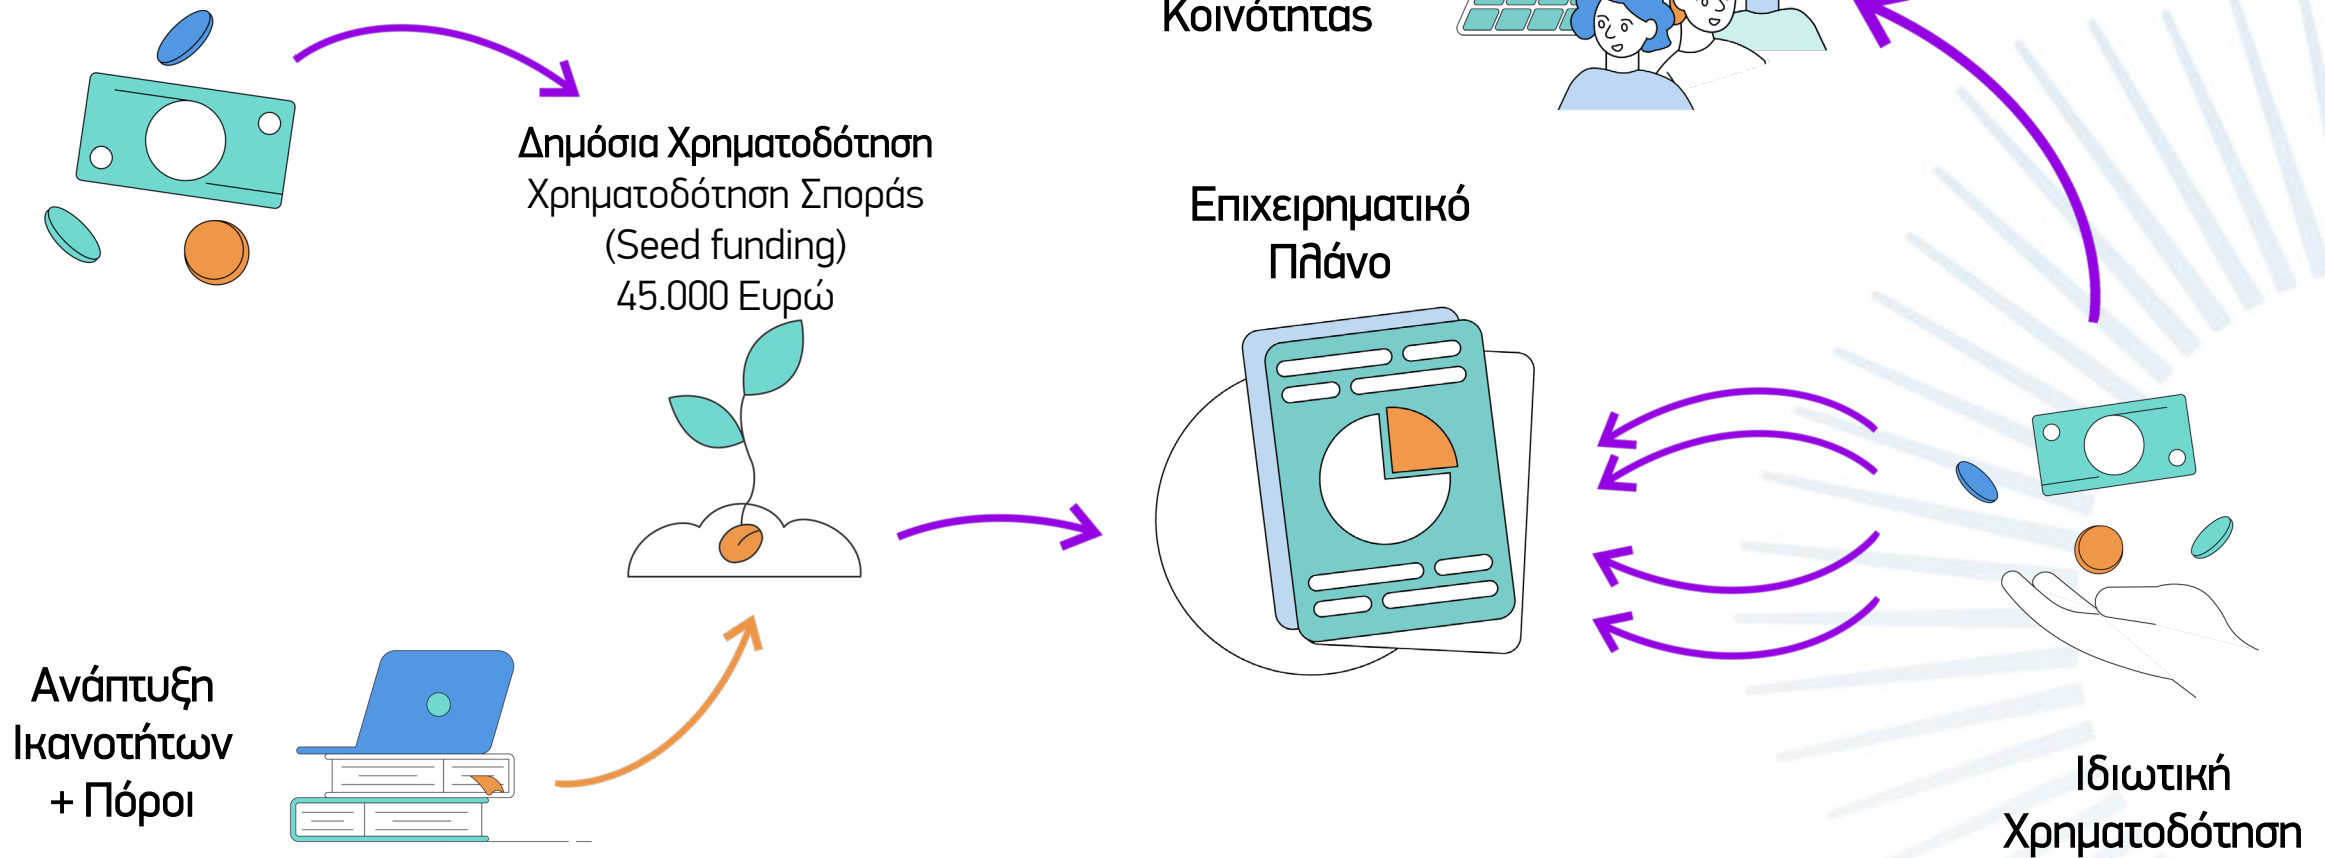 Κοινότητας
Δημόσια Χρηματοδότηση
Χρηματοδότηση Σποράς
(Seed funding)
45.000 Ευρώ
Επιχειρηματικό
Πλάνο
Ανάπτυξη
Ικανοτήτων
+ Πόροι
Ιδιωτική
Χρηματοδότηση